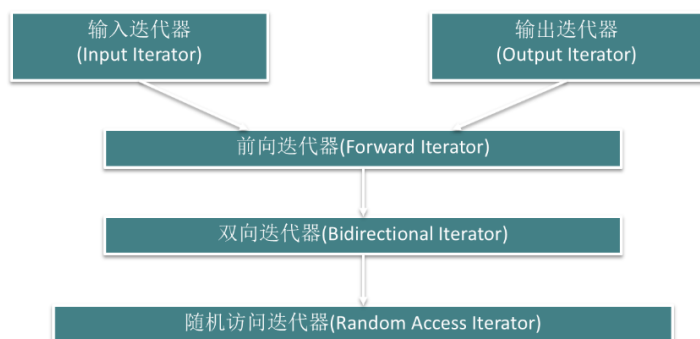 输入迭代器
(Input Iterator)
输出迭代器
(Output Iterator)
前向迭代器(Forward Iterator)
双向迭代器(Bidirectional Iterator)
随机访问迭代器(Random Access Iterator)